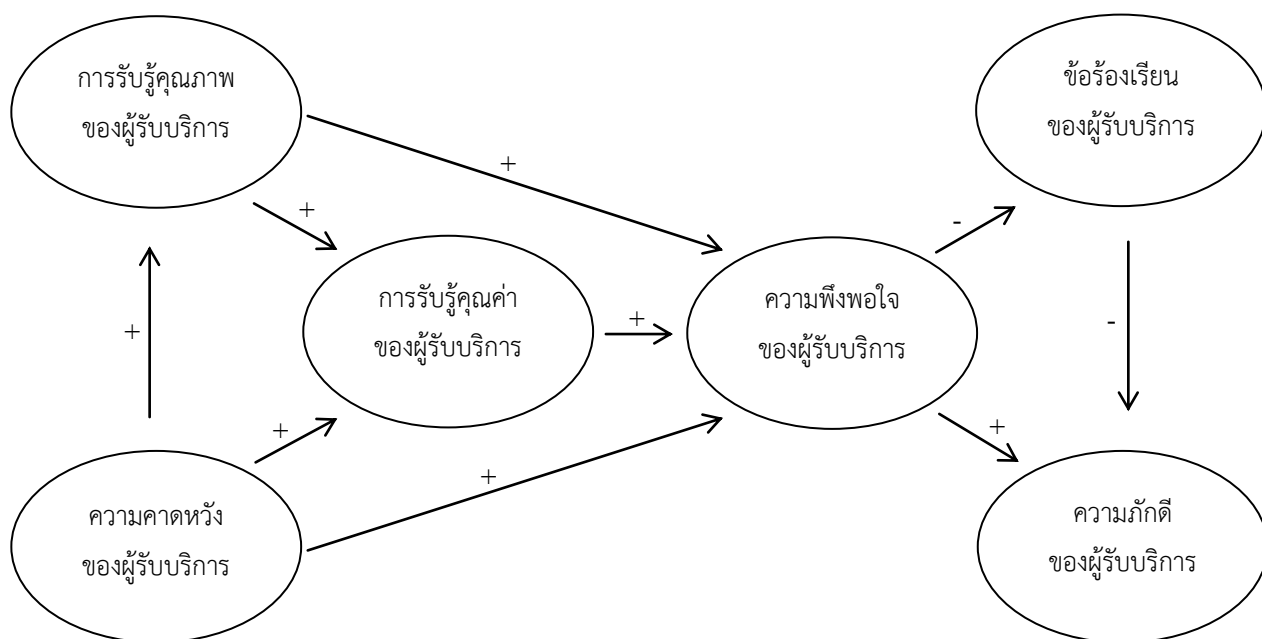 การรับรู้คุณภาพ
ของผู้รับบริการ
ข้อร้องเรียน
ของผู้รับบริการ
+
+
-
การรับรู้คุณค่า
ของผู้รับบริการ
ความพึงพอใจ
ของผู้รับบริการ
+
+
-
+
+
+
ความคาดหวัง
ของผู้รับบริการ
ความภักดี
ของผู้รับบริการ